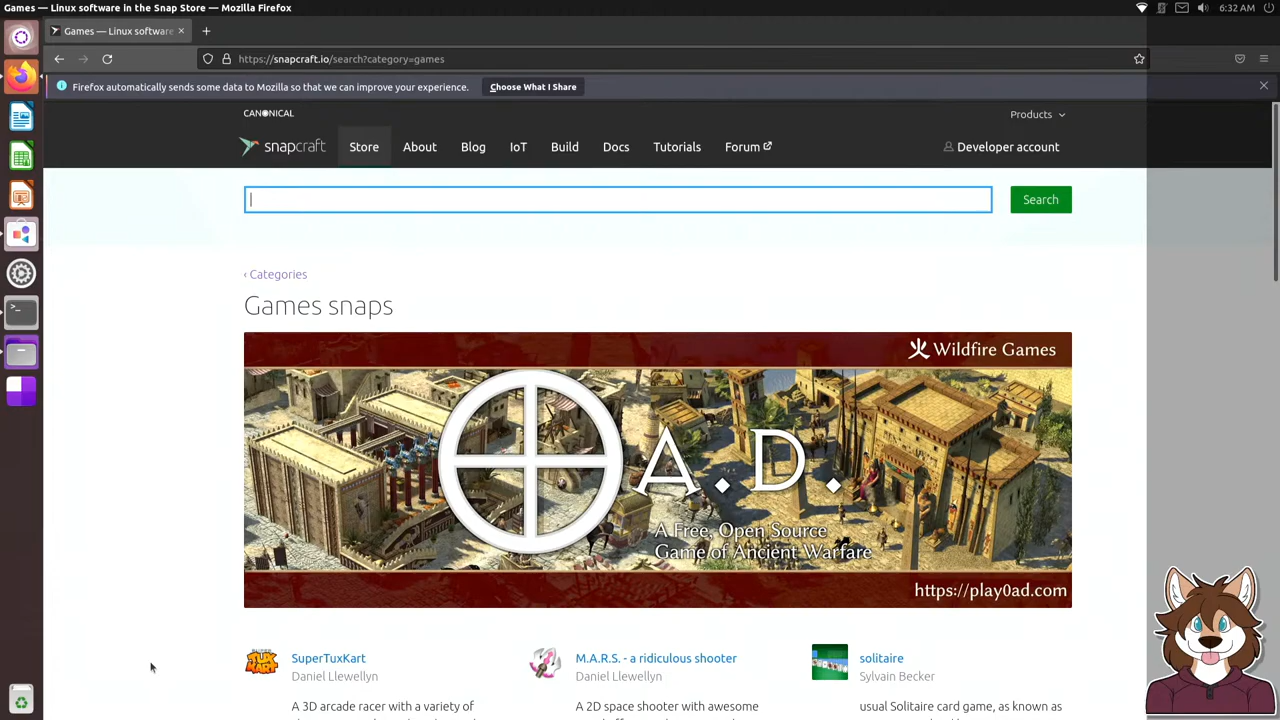 Games — Linux software in the Snap Store — Mozilla Firefox
6:32 AM
Games — Linux software
https://snapcraft.io/search?category=games
Firefox automatically sends some data to Mozilla so that we can improve your experience.
Choose What I Share
CANONICAL
Products
snapcraft
Store
About
Blog
IoT
Build
Docs
Tutorials
Forum
Developer account
Search
‹ Categories
Games snaps
Wildfire Games
0 A.D.
A Free, Open Source
Game of Ancient Warfare
https://play0ad.com
SuperTuxKart
Daniel Llewellyn
A 3D arcade racer with a variety of
M.A.R.S. - a ridiculous shooter
Daniel Llewellyn
A 2D space shooter with awesome
solitaire
Sylvain Becker
usual Solitaire card game, as known as